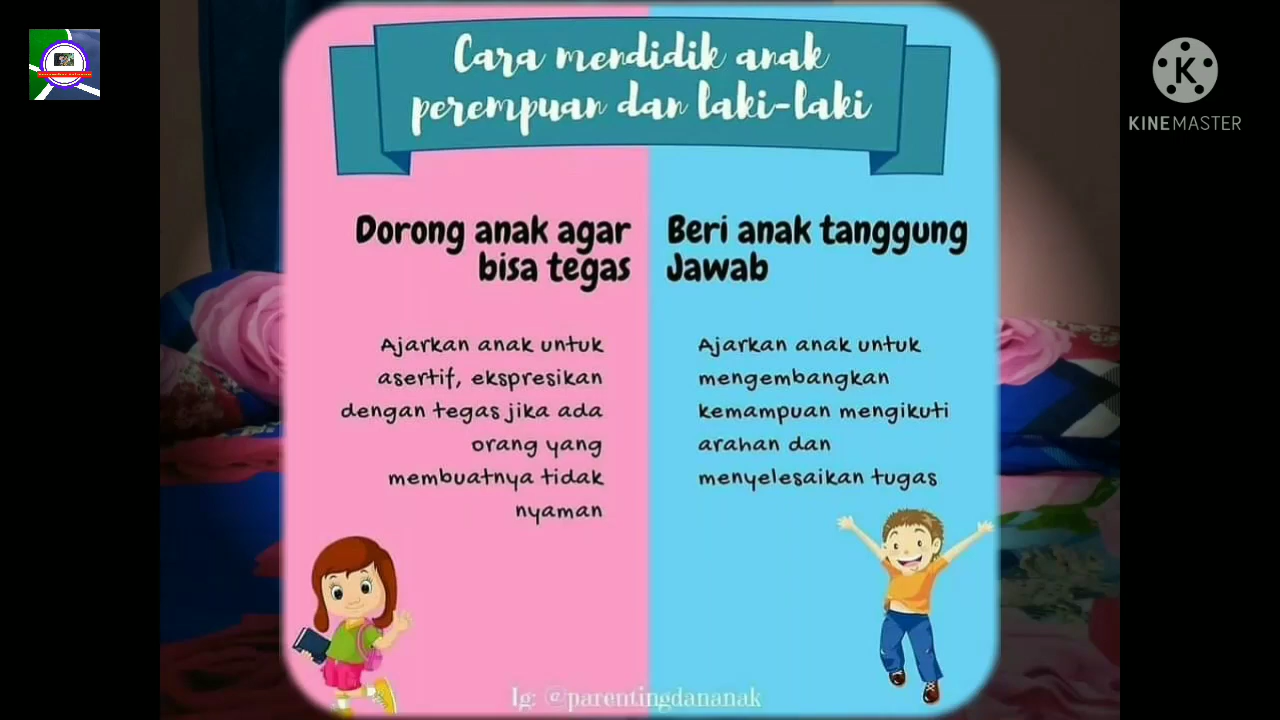 Cara mendidik anak
perempuan dan laki-laki
Dorong anak agar
bisa tegas
Ajarkan anak untuk
asertif, ekspresikan
dengan tegas jika ada
orang yang
membuatnya tidak
nyaman
Beri anak tanggung
Jawab
Ajarkan anak untuk
mengembangkan
kemampuan mengikuti
arahan dan
menyelesaikan tugas
Ig: @parentingdananak
K
KINEMASTER